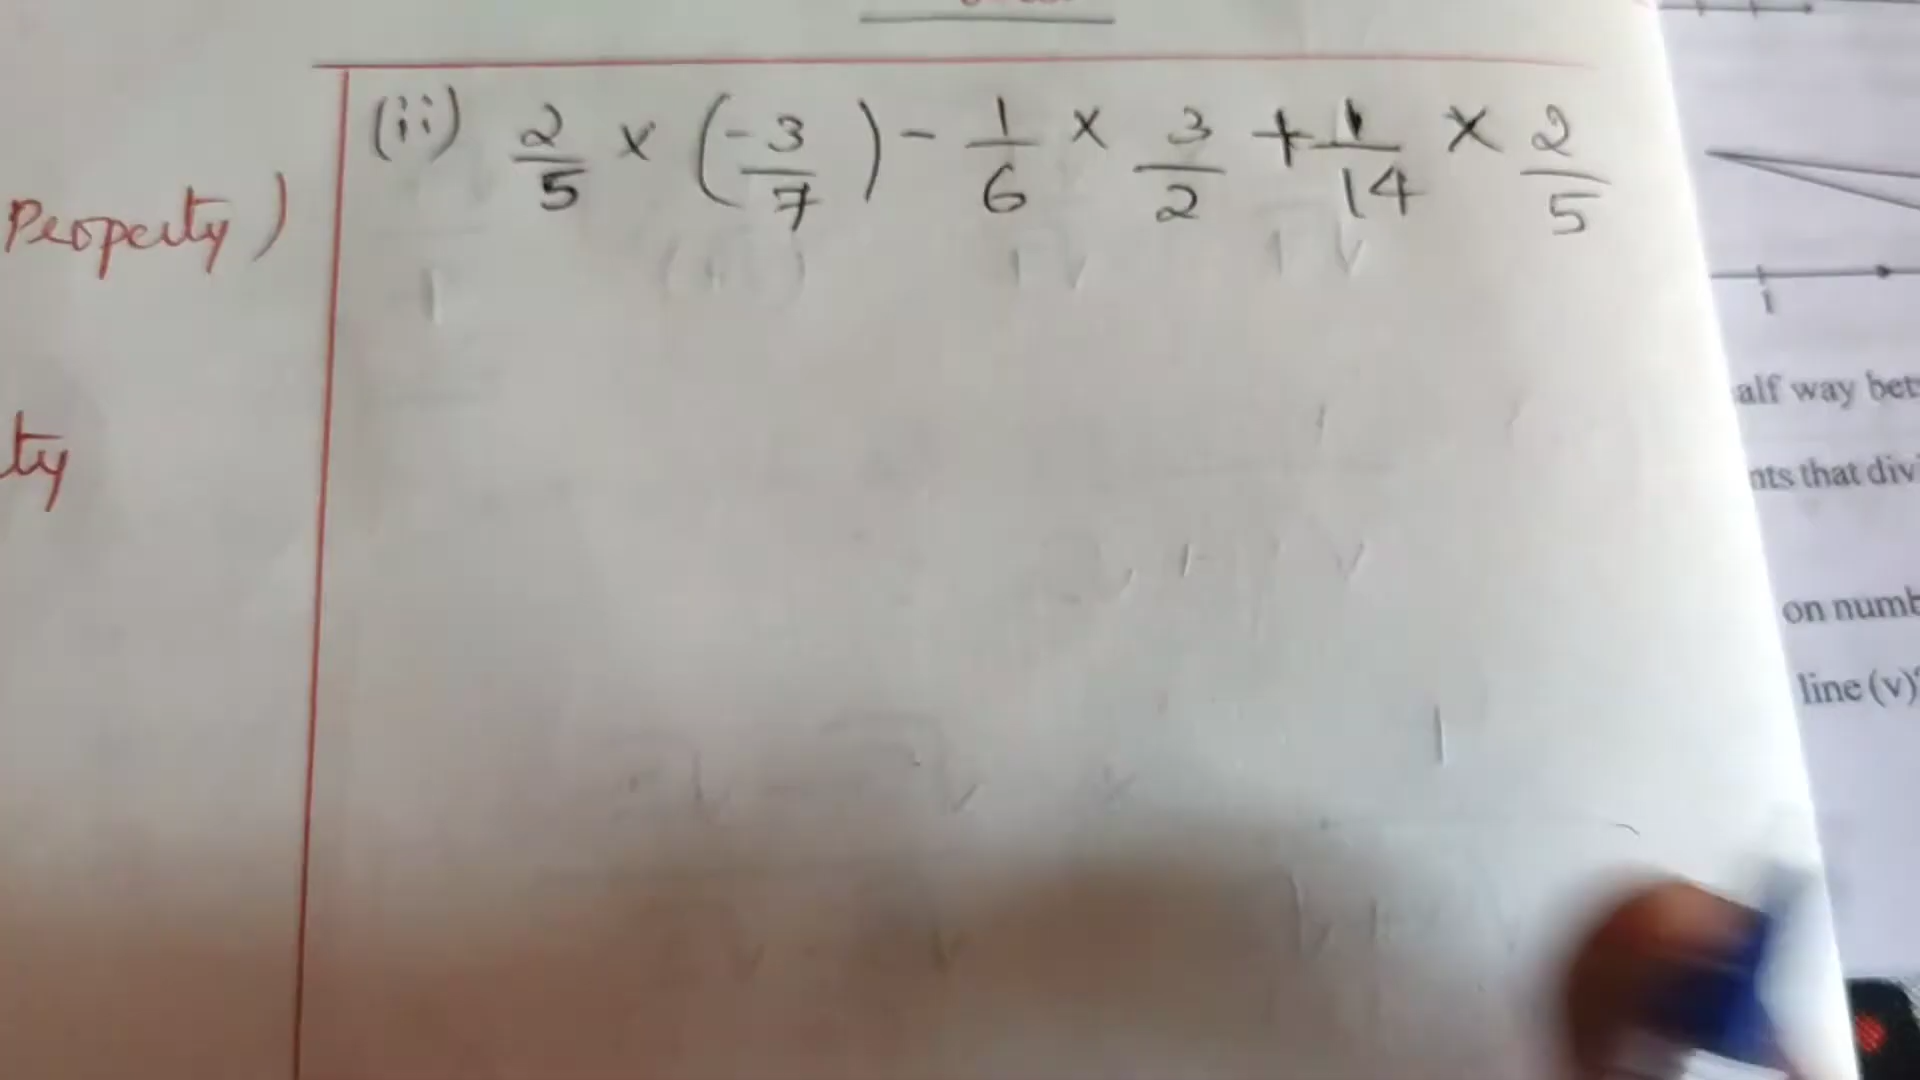 (ii) 2/5 × (-3/7) - 1/6 × 3/2 + 1/14 × 2/5
Property)
ty
1
alf way bet
nts that div
on numb
line (v)